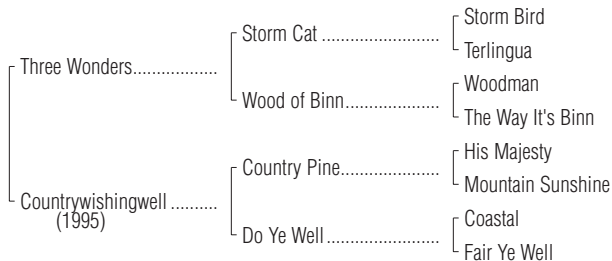 Storm Bird
Storm Cat ........................
Terlingua
Three Wonders.................
Woodman
Wood of Binn...................
The Way It's Binn
His Majesty
Country Pine....................
Mountain Sunshine
Countrywishingwell ..........
(1995)
Coastal
Do Ye Well .......................
Fair Ye Well